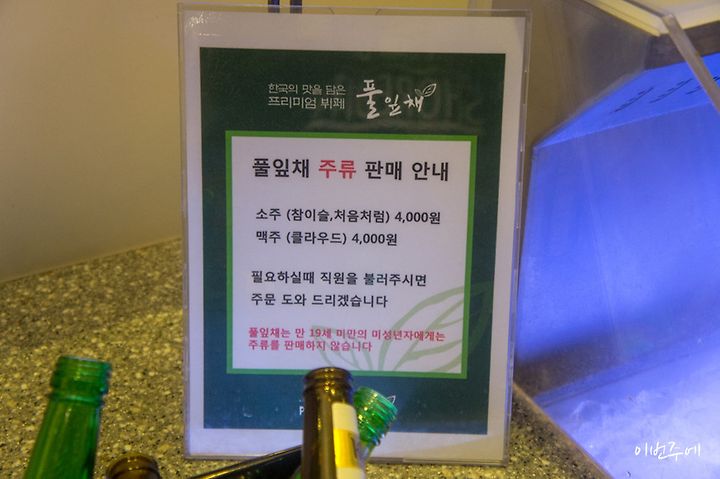 한국의 맛을 담은
프리미엄 뷔페 풀잎채
풀잎채 주류 판매 안내
소주 (참이슬,처음처럼) 4,000원
맥주 (클라우드) 4,000원
필요하실때 직원을 불러주시면
주문 도와 드리겠습니다
풀잎채는 만 19세 미만의 미성년자에게는
주류를 판매하지 않습니다
이번주에